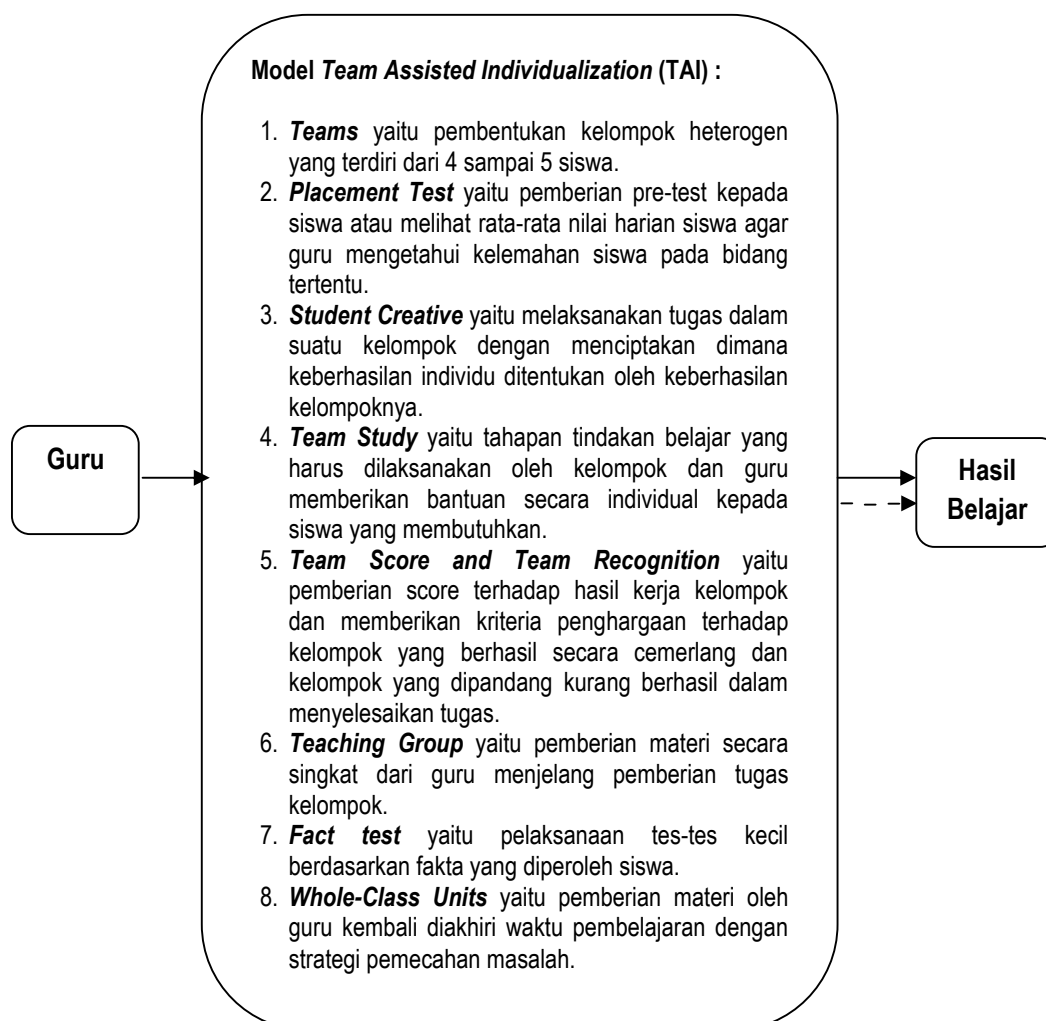 Model Team Assisted Individualization (TAI) :
1. Teams yaitu pembentukan kelompok heterogen
yang terdiri dari 4 sampai 5 siswa.
2. Placement Test yaitu pemberian pre-test kepada
siswa atau melihat rata-rata nilai harian siswa agar
guru mengetahui kelemahan siswa pada bidang
tertentu.
3. Student Creative yaitu melaksanakan tugas dalam
suatu kelompok dengan menciptakan dimana
keberhasilan individu ditentukan oleh keberhasilan
kelompoknya.
4. Team Study yaitu tahapan tindakan belajar yang
harus dilaksanakan oleh kelompok dan guru
memberikan bantuan secara individual kepada
siswa yang membutuhkan.
5. Team Score and Team Recognition yaitu
pemberian score terhadap hasil kerja kelompok
dan memberikan kriteria penghargaan terhadap
kelompok yang berhasil secara cemerlang dan
kelompok yang dipandang kurang berhasil dalam
menyelesaikan tugas.
6. Teaching Group yaitu pemberian materi secara
singkat dari guru menjelang pemberian tugas
kelompok.
7. Fact test yaitu pelaksanaan tes-tes kecil
berdasarkan fakta yang diperoleh siswa.
8. Whole-Class Units yaitu pemberian materi oleh
guru kembali diakhiri waktu pembelajaran dengan
strategi pemecahan masalah.
Guru
Hasil
Belajar